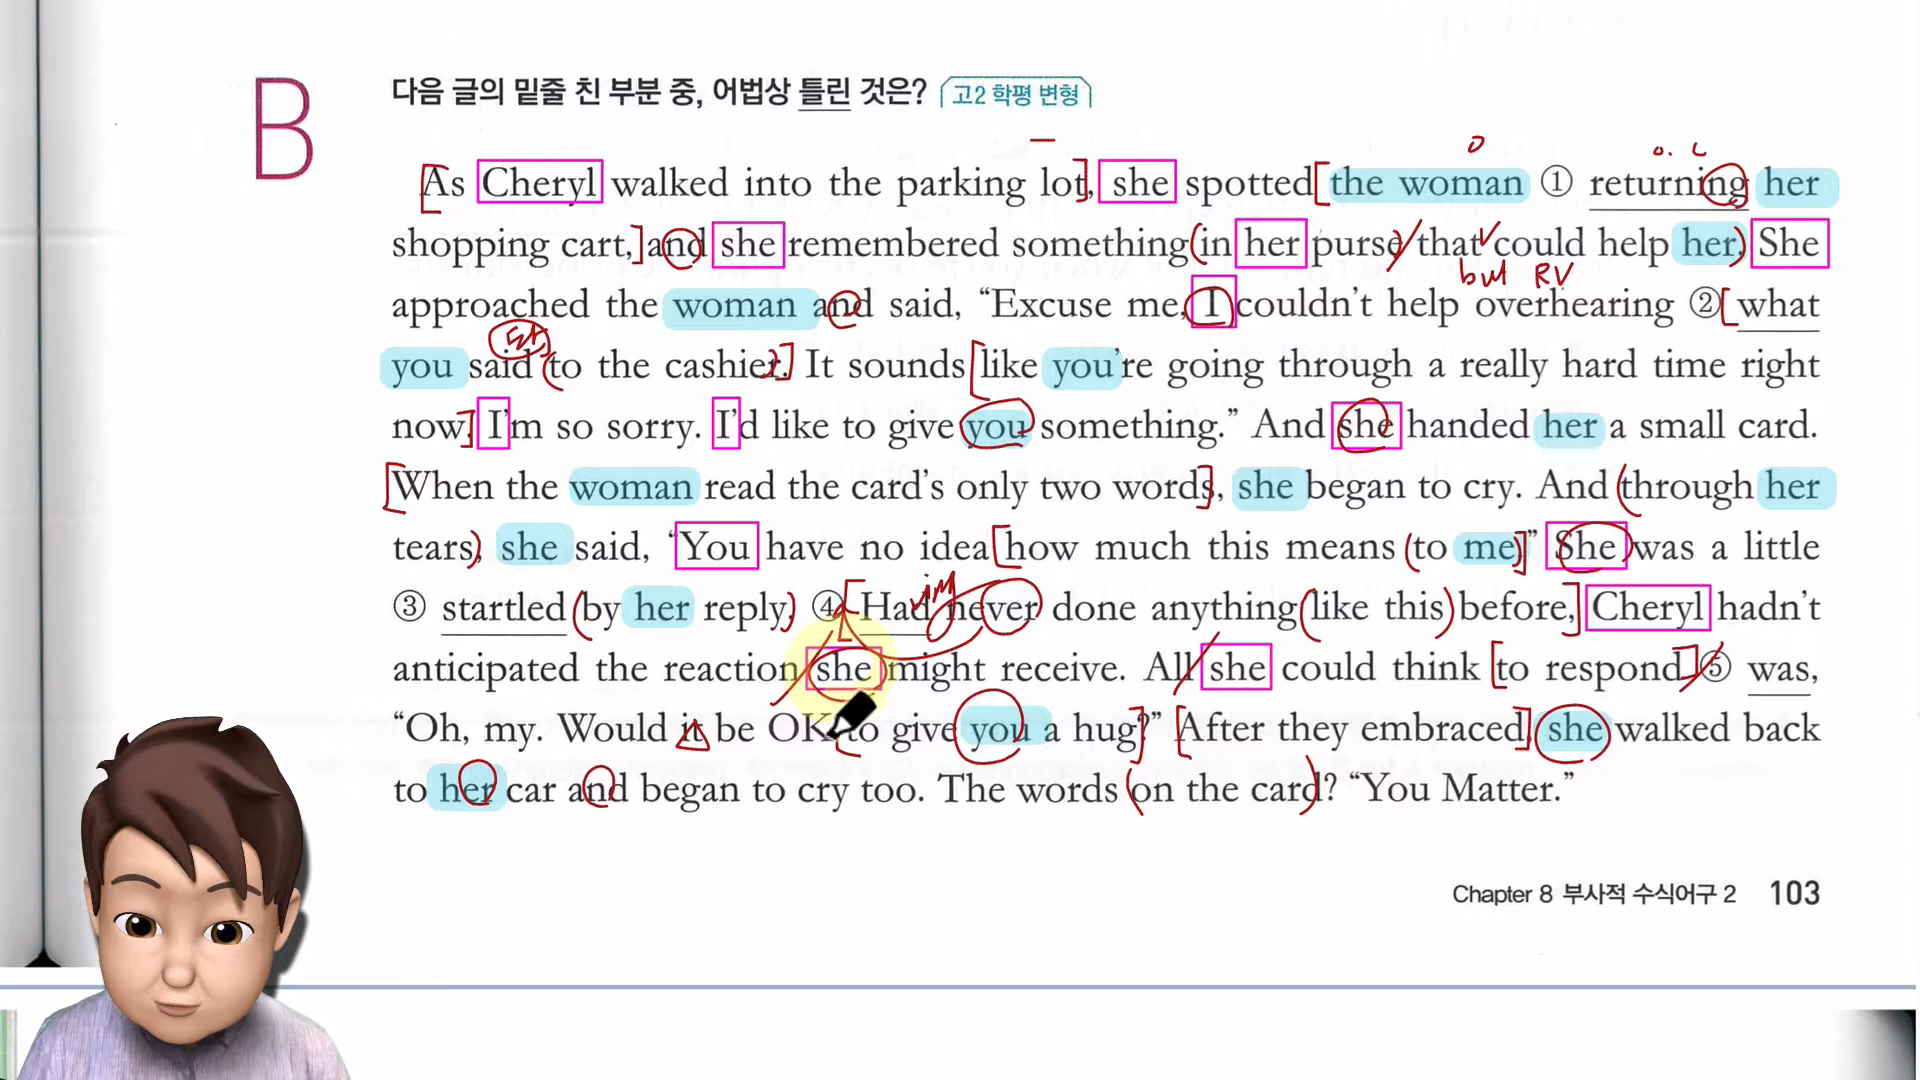 B
다음 글의 밑줄 친 부분 중, 어법상 틀린 것은? 고2 학평 변형
As Cheryl walked into the parking lot, she spotted the woman ① returning her
shopping cart, and she remembered something in her purse that could help her. She
but RV
approached the woman and said, “Excuse me, I couldn’t help overhearing ② what
you said to the cashier. It sounds like you’re going through a really hard time right
now. I’m so sorry. I’d like to give you something.” And she handed her a small card.
When the woman read the card’s only two words, she began to cry. And through her
tears, she said, “You have no idea how much this means to me.” She was a little
③ startled by her reply. ④ Had never done anything like this before, Cheryl hadn’t
anticipated the reaction she might receive. All she could think to respond ⑤ was,
“Oh, my. Would it be OK to give you a hug?” After they embraced, she walked back
to her car and began to cry too. The words on the card? “You Matter.”
Chapter 8 부사적 수식어구 2 103